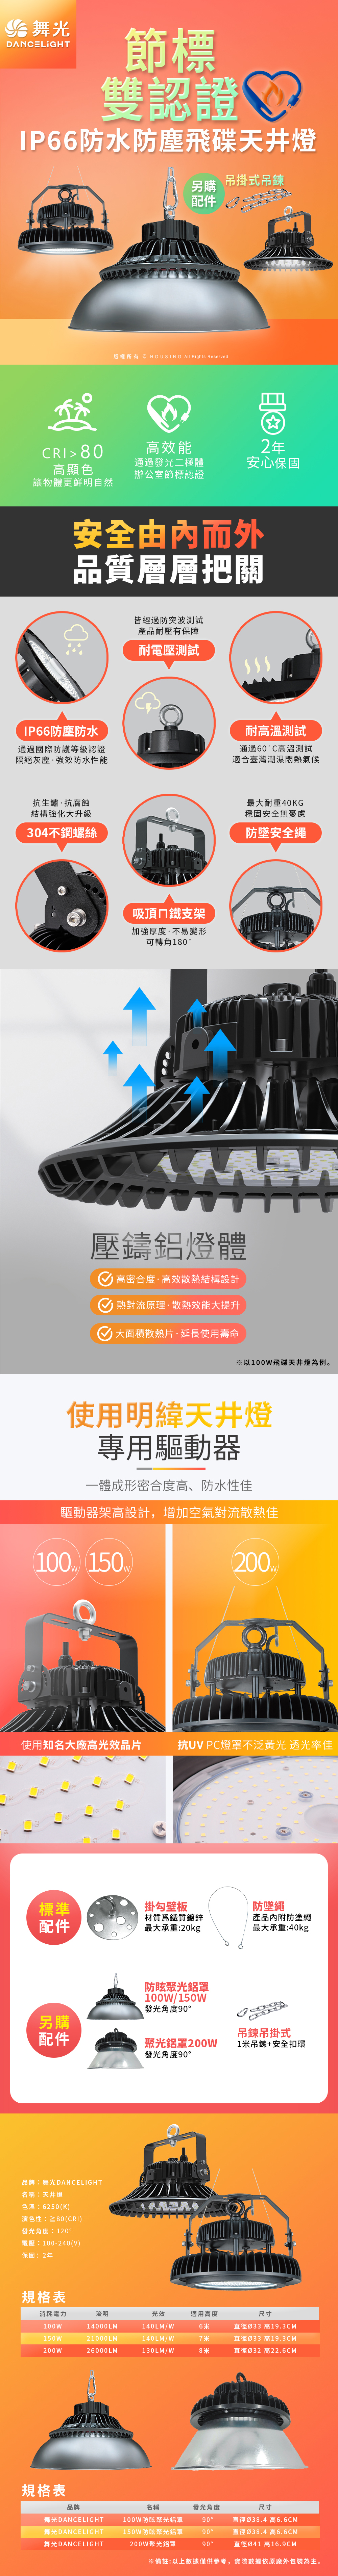 舞光
DANCELIGHT
節標
雙認證
IP66防水防塵飛碟天井燈
另購
配件
吊掛式吊鍊
版權所有 © HOUSING All Rights Reserved.
CRI>80
高顯色
讓物體更鮮明自然
高效能
通過發光二極體
辦公室節標認證
2年
安心保固
安全由內而外
品質層層把關
皆經過防突波測試
產品耐壓有保障
耐電壓測試
IP66防塵防水
通過國際防護等級認證
隔絕灰塵·強效防水性能
耐高溫測試
通過60°C高溫測試
適合臺灣潮濕悶熱氣候
抗生鏽·抗腐蝕
結構強化大升級
304不鋼螺絲
吸頂ㄇ鐵支架
加強厚度·不易變形
可轉角180°
最大耐重40KG
穩固安全無憂慮
防墜安全繩
壓鑄鋁燈體
高密合度·高效散熱結構設計
熱對流原理·散熱效能大提升
大面積散熱片·延長使用壽命
※以100W飛碟天井燈為例。
使用明緯天井燈
專用驅動器
一體成形密合度高、防水性佳
驅動器架高設計，增加空氣對流散熱佳
100W
150W
200W
使用知名大廠高光效晶片
抗UV PC燈罩不泛黃光 透光率佳
標準
配件
掛勾壁板
材質爲鐵質鍍鋅
最大承重:20kg
防墜繩
產品內附防墜繩
最大承重:40kg
另購
配件
防眩聚光鋁罩
100W/150W
發光角度90°
聚光鋁罩200W
發光角度90°
吊鍊吊掛式
1米吊鍊+安全扣環
品牌：舞光DANCELIGHT
名稱：天井燈
色溫：6250(K)
演色性：≧80(CRI)
發光角度：120°
電壓：100-240(V)
保固：2年
規格表
消耗電力 流明 光效 適用高度 尺寸
100W 14000LM 140LM/W 6米 直徑Ø33 高19.3CM
150W 21000LM 140LM/W 7米 直徑Ø33 高19.3CM
200W 26000LM 130LM/W 8米 直徑Ø32 高22.6CM
規格表
品牌 名稱 發光角度 尺寸
舞光DANCELIGHT 100W防眩聚光鋁罩 90° 直徑Ø38.4 高6.6CM
舞光DANCELIGHT 150W防眩聚光鋁罩 90° 直徑Ø38.4 高6.6CM
舞光DANCELIGHT 200W聚光鋁罩 90° 直徑Ø41 高16.9CM
※備註:以上數據僅供參考，實際數據依原廠外包裝為主。